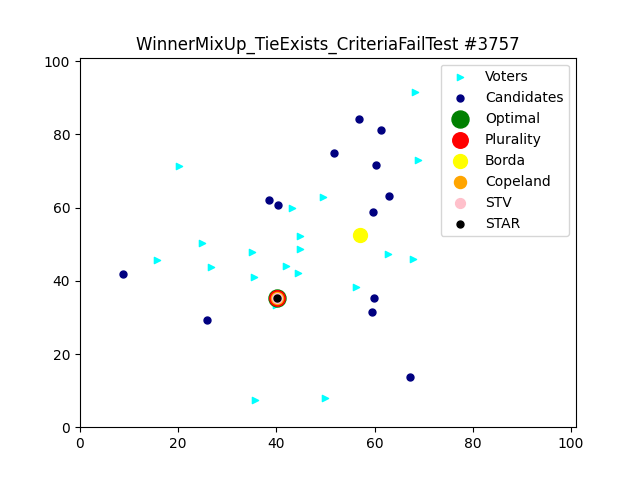 WinnerMixUp_TieExists_CriteriaFailTest #3757
100
80
60
40
20
0
0 20 40 60 80 100
Voters
Candidates
Optimal
Plurality
Borda
Copeland
STV
STAR